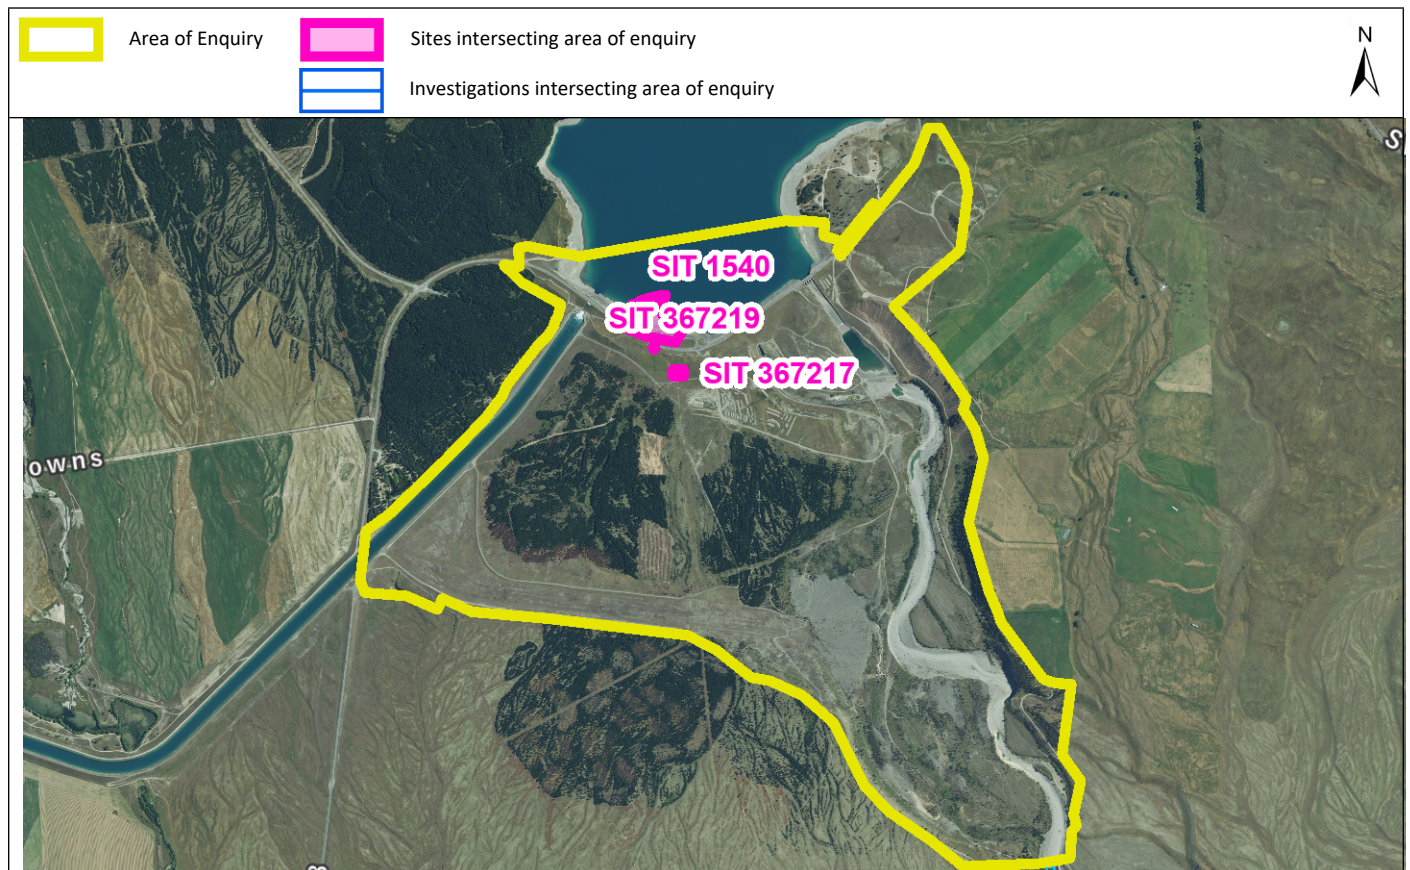 Area of Enquiry
Sites intersecting area of enquiry
N
Investigations intersecting area of enquiry
S
SIT 1540
SIT 367219
SIT 367217
owns